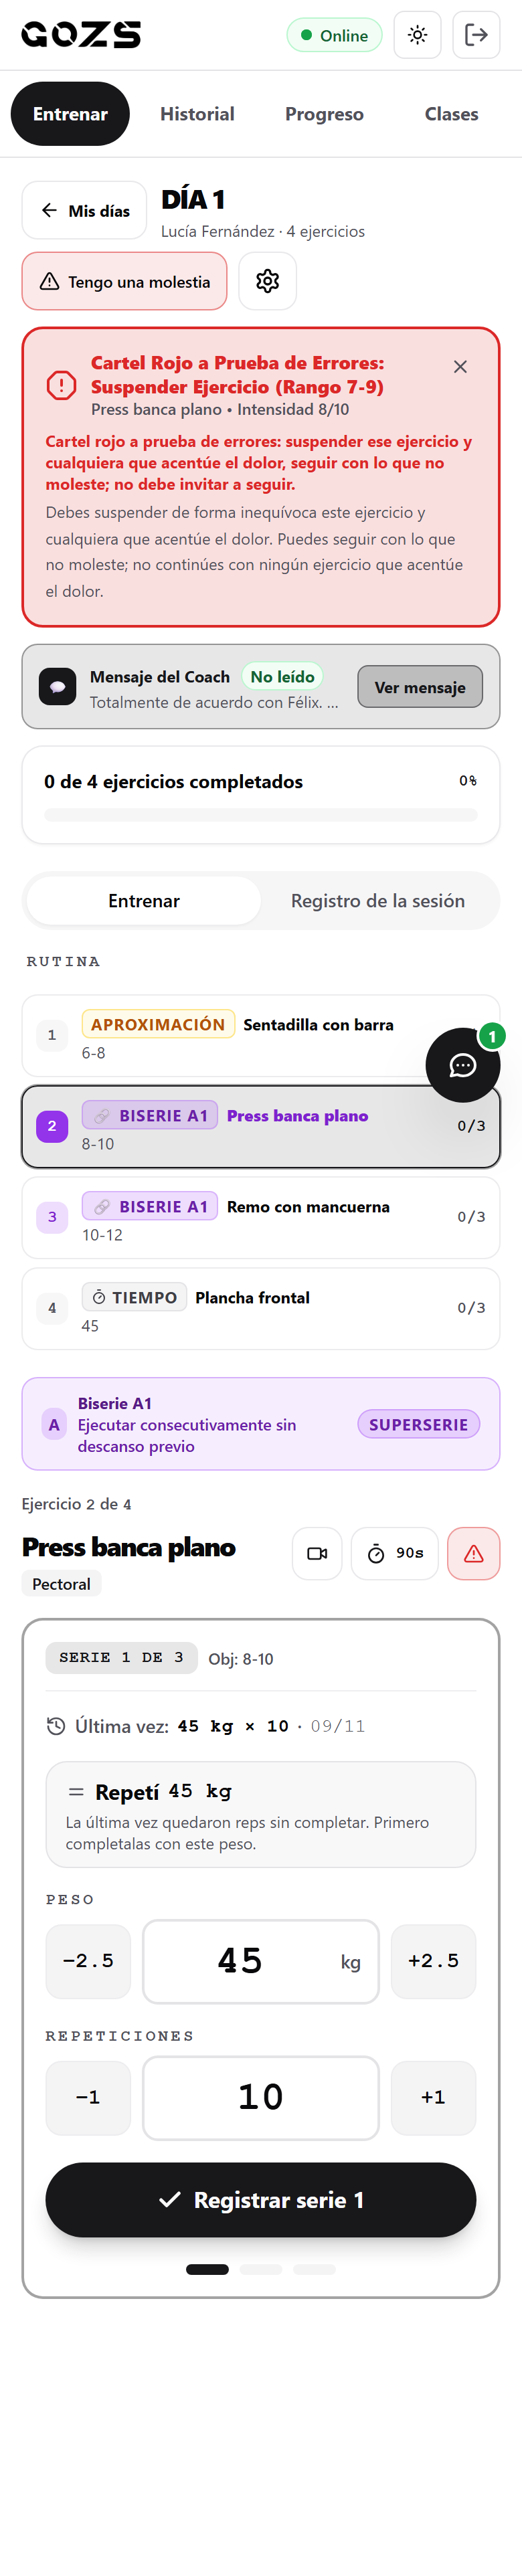 GOZS
Online
Entrenar
Historial
Progreso
Clases
Mis días
DÍA 1
Lucía Fernández · 4 ejercicios
Tengo una molestia
Cartel Rojo a Prueba de Errores:
Suspender Ejercicio (Rango 7-9)
Press banca plano • Intensidad 8/10
Cartel rojo a prueba de errores: suspender ese ejercicio y
cualquiera que acentúe el dolor, seguir con lo que no
moleste; no debe invitar a seguir.
Debes suspender de forma inequívoca este ejercicio y
cualquiera que acentúe el dolor. Puedes seguir con lo que
no moleste; no continúes con ningún ejercicio que acentúe
el dolor.
Mensaje del Coach No leído
Totalmente de acuerdo con Félix. ...
Ver mensaje
0 de 4 ejercicios completados
0%
Entrenar
Registro de la sesión
RUTINA
1
APROXIMACIÓN Sentadilla con barra
6-8
1
2
BISERIE A1 Press banca plano
8-10
0/3
3
BISERIE A1 Remo con mancuerna
10-12
0/3
4
TIEMPO Plancha frontal
45
0/3
A
Biserie A1
Ejecutar consecutivamente sin
descanso previo
SUPERSERIE
Ejercicio 2 de 4
Press banca plano
90s
Pectoral
SERIE 1 DE 3 Obj: 8-10
Última vez: 45 kg × 10 · 09/11
= Repetí 45 kg
La última vez quedaron reps sin completar. Primero
completalas con este peso.
PESO
−2.5
45 kg
+2.5
REPETICIONES
−1
10
+1
Registrar serie 1